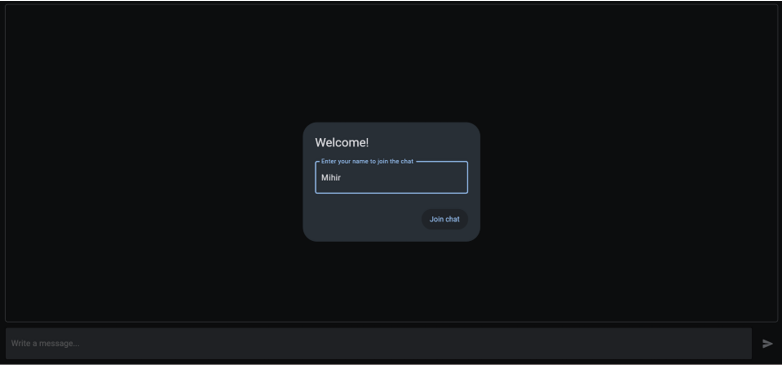 Welcome!
Enter your name to join the chat
Mihir
Join chat
Write a message...